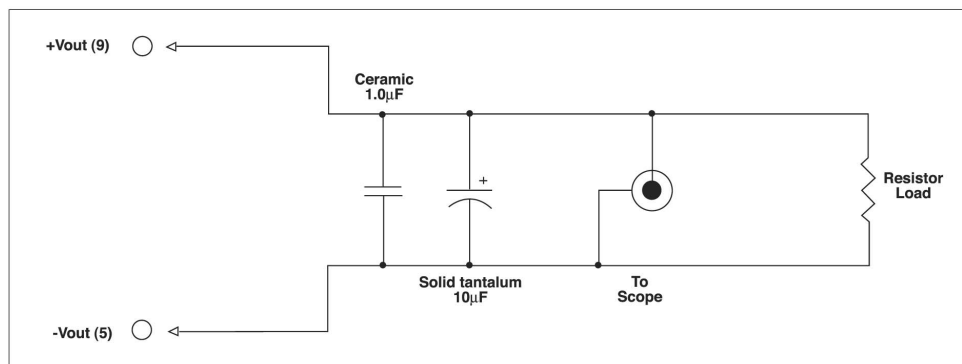 +Vout (9)
Ceramic
1.0μF
+
Resistor
Load
Solid tantalum
10μF
To
Scope
-Vout (5)